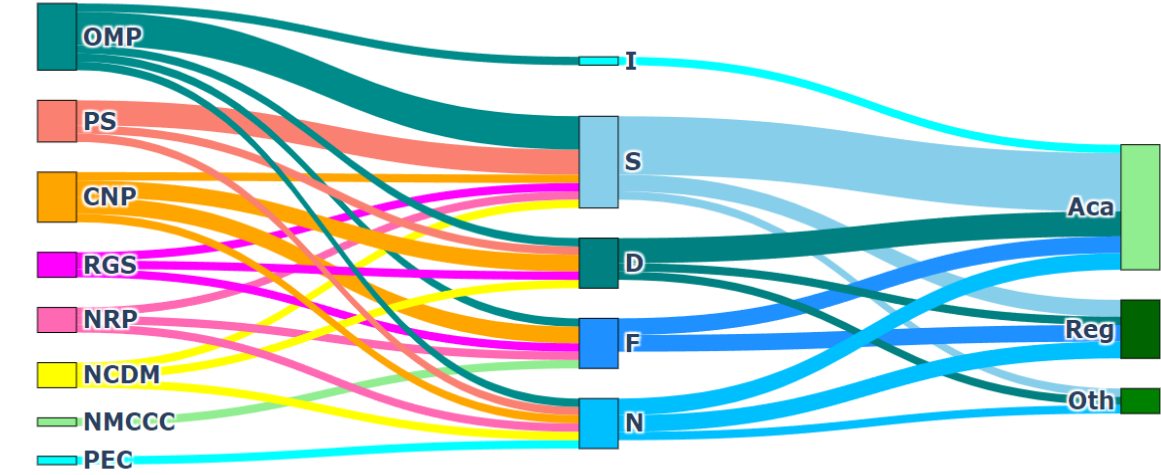 OMP
PS
CNP
RGS
NRP
NCDM
NMCCC
PEC
I
S
D
F
N
Aca
Reg
Oth